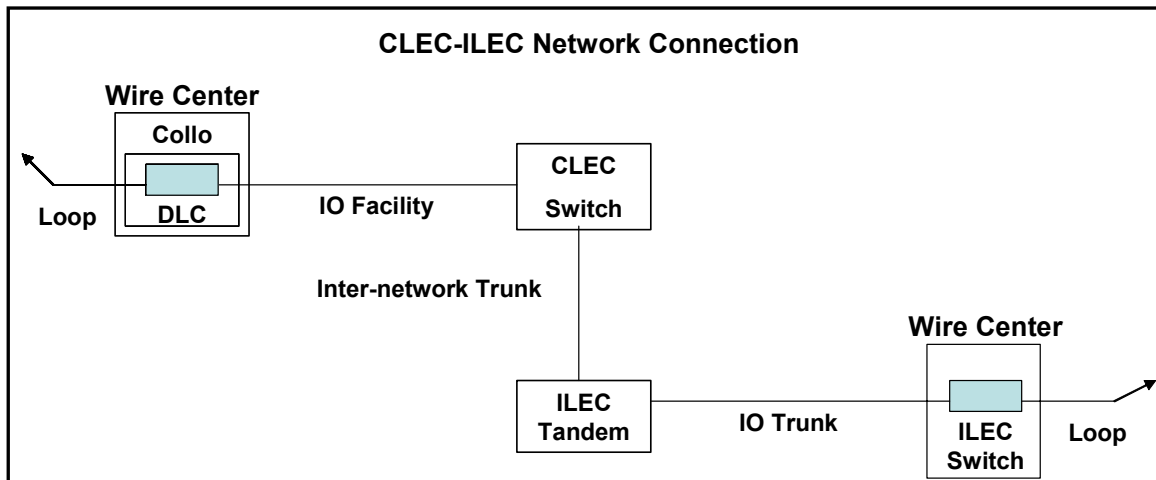 CLEC-ILEC Network Connection
Wire Center
Collo
DLC
Loop
IO Facility
CLEC
Switch
Inter-network Trunk
ILEC
Tandem
IO Trunk
Wire Center
ILEC
Switch
Loop